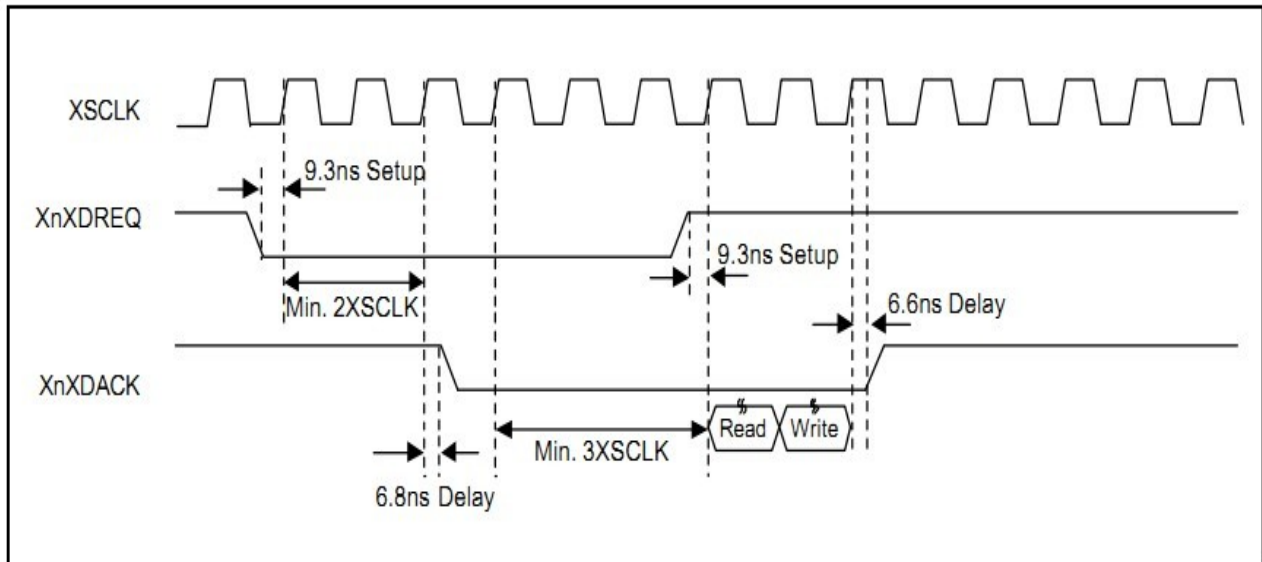 XSCLK
9.3ns Setup
XnXDREQ
9.3ns Setup
Min. 2XSCLK
6.6ns Delay
XnXDACK
Read
Write
Min. 3XSCLK
6.8ns Delay